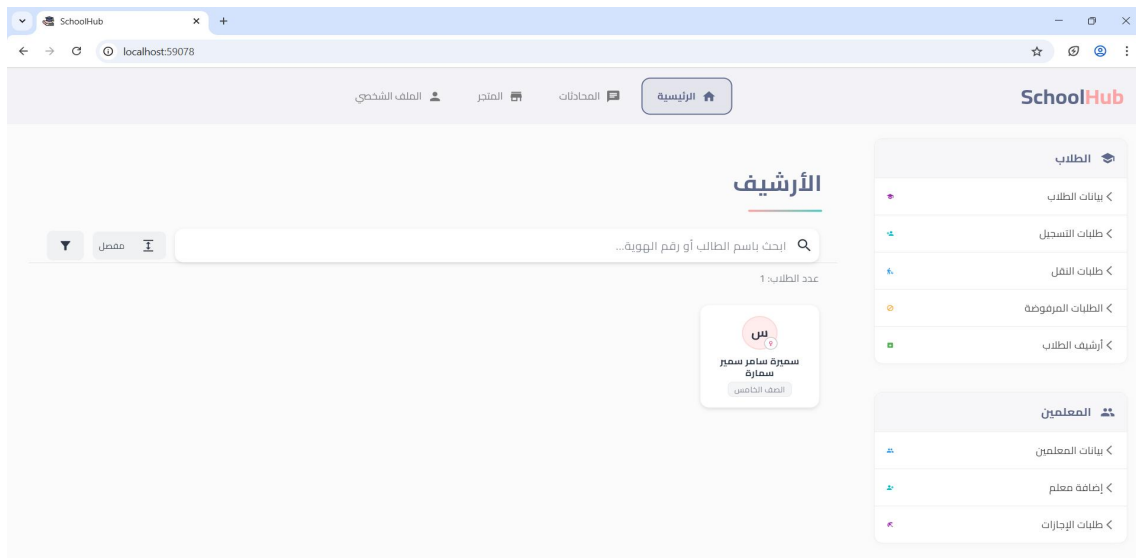 SchoolHub
localhost:59078
SchoolHub
الرئيسية
المحادثات
المتجر
الملف الشخصي
الطلاب
بيانات الطلاب
طلبات التسجيل
طلبات النقل
الطلبات المرفوضة
أرشيف الطلاب
المعلمين
بيانات المعلمين
إضافة معلم
طلبات الإجازات
الأرشيف
ابحث باسم الطالب أو رقم الهوية...
مفصل
عدد الطلاب: 1
س
سميرة سامر سمير
سمارة
الصف الخامس